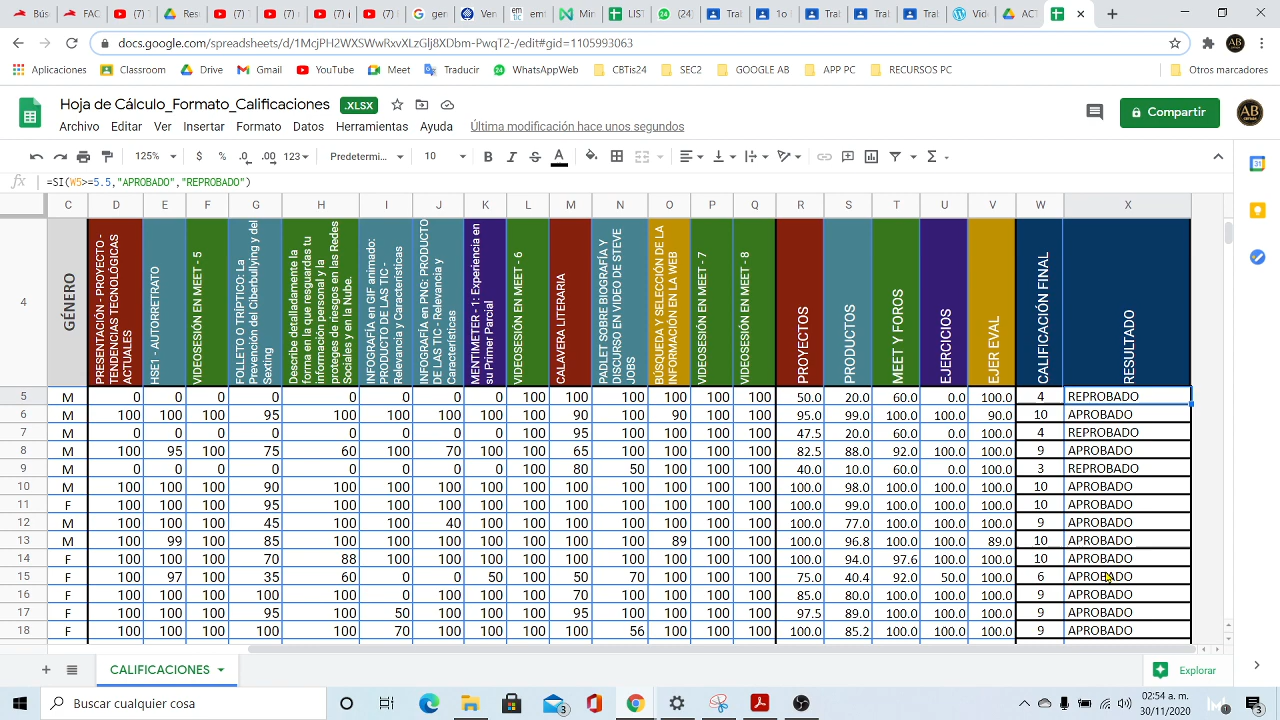 Rives
Res
(7)
(7)
(7)
ger
em
tic
Mi t
LIST
24
Tral
1cor
Tral
Tral
Vide
ACT
docs.google.com/spreadsheets/d/1McjPH2WXSWwRxvXLzGlj8XDbm-PwqT2-/edit#gid=1105993063
AB
Aplicaciones Classroom Drive Gmail YouTube Meet Traducir WhatsAppWeb CBTis24 SEC2 GOOGLE AB APP PC RECURSOS PC Otros marcadores
Hoja de Cálculo_Formato_Calificaciones .XLSX
Archivo Editar Ver Insertar Formato Datos Herramientas Ayuda Última modificación hace unos segundos
Compartir
AB
125% $ % .0 .00 123 Predetermi... 10 B I S A Σ
fx =SI(W5>=5.5,"APROBADO","REPROBADO")
C D E F G H I J K L M N O P Q R S T U V W X
4
GÉNERO
PRESENTACIÓN - PROYECTO - TENDENCIAS TECNOLÓGICAS ACTUALES
HSE1 - AUTORRETRATO
VIDEOSESIÓN EN MEET - 5
FOLLETO O TRÍFTICO: La Prevención del Ciberbullying y del Sexting
Describe detalladamente la forma en la que resguardas tu información personal y la proteges de riesgos en las Redes Sociales y en la Nube.
INFOGRAFÍA en GIF animado: PRODUCTO DE LAS TIC - Relevancia y Características
INFOGRAFÍA en PNG: PRODUCTO DE LAS TIC - Relevancia y Características
MENTIMETER - 1: Experiencia en su Primer Parcial
VIDEOSESIÓN EN MEET - 6
CALAVERA LITERARIA
PADLET SOBRE BIOGRAFÍA Y DISCURSO EN VIDEO DE STEVE JOBS
BÚSQUEDA Y SELECCIÓN DE LA INFORMACIÓN EN LA WEB
VIDEOSESIÓN EN MEET - 7
VIDEOSESIÓN EN MEET - 8
PROYECTOS
PRODUCTOS
MEET Y FOROS
EJERCICIOS
EJER EVAL
CALIFICACIÓN FINAL
RESULTADO
5 M 0 0 0 0 0 0 0 0 100 100 100 100 100 100 50.0 20.0 60.0 0.0 100.0 4 REPROBADO
6 M 100 100 100 95 100 100 100 100 100 90 100 90 100 100 95.0 99.0 100.0 100.0 90.0 10 APROBADO
7 M 0 0 0 0 0 0 0 0 100 95 100 100 100 100 47.5 20.0 60.0 0.0 100.0 4 REPROBADO
8 M 100 95 100 75 60 100 70 100 100 65 100 100 100 100 82.5 88.0 92.0 100.0 100.0 9 APROBADO
9 M 0 0 0 0 0 0 0 0 100 80 50 100 100 100 40.0 10.0 60.0 0.0 100.0 3 REPROBADO
10 M 100 100 100 90 100 100 100 100 100 100 100 100 100 100 100.0 98.0 100.0 100.0 100.0 10 APROBADO
11 F 100 100 100 95 100 100 100 100 100 100 100 100 100 100 100.0 99.0 100.0 100.0 100.0 10 APROBADO
12 M 100 100 100 45 100 100 40 100 100 100 100 100 100 100 100.0 77.0 100.0 100.0 100.0 9 APROBADO
13 M 100 99 100 85 100 100 100 100 100 100 100 89 100 100 100.0 96.8 100.0 100.0 89.0 10 APROBADO
14 F 100 100 100 70 88 100 100 100 100 100 100 100 100 100 100.0 94.0 97.6 100.0 100.0 10 APROBADO
15 F 100 97 100 35 60 0 0 50 100 50 70 100 100 100 75.0 40.4 92.0 50.0 100.0 6 APROBADO
16 F 100 100 100 100 100 0 100 100 100 70 100 100 100 100 85.0 80.0 100.0 100.0 100.0 9 APROBADO
17 F 100 100 100 95 100 50 100 100 100 95 100 100 100 100 97.5 89.0 100.0 100.0 100.0 9 APROBADO
18 F 100 100 100 100 100 70 100 100 100 100 56 100 100 100 100.0 85.2 100.0 100.0 100.0 9 APROBADO
CALIFICACIONES
Explorar
Buscar cualquier cosa
3
02:54 a. m.
30/11/2020
3